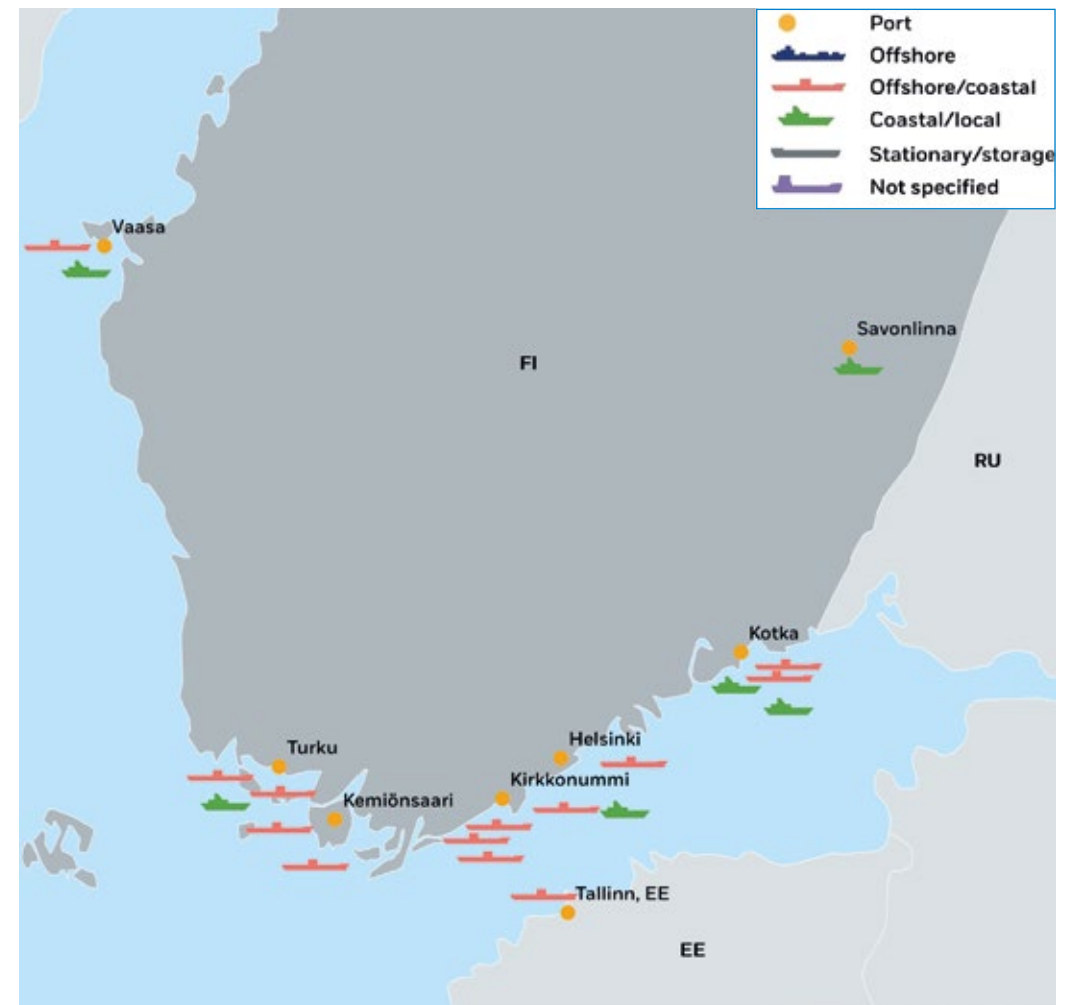 Port
Offshore
Offshore/coastal
Coastal/local
Stationary/storage
Not specified
Vaasa
Savonlinna
FI
RU
Kotka
Helsinki
Turku
Kirkkonummi
Kemiönsaari
Tallinn, EE
EE